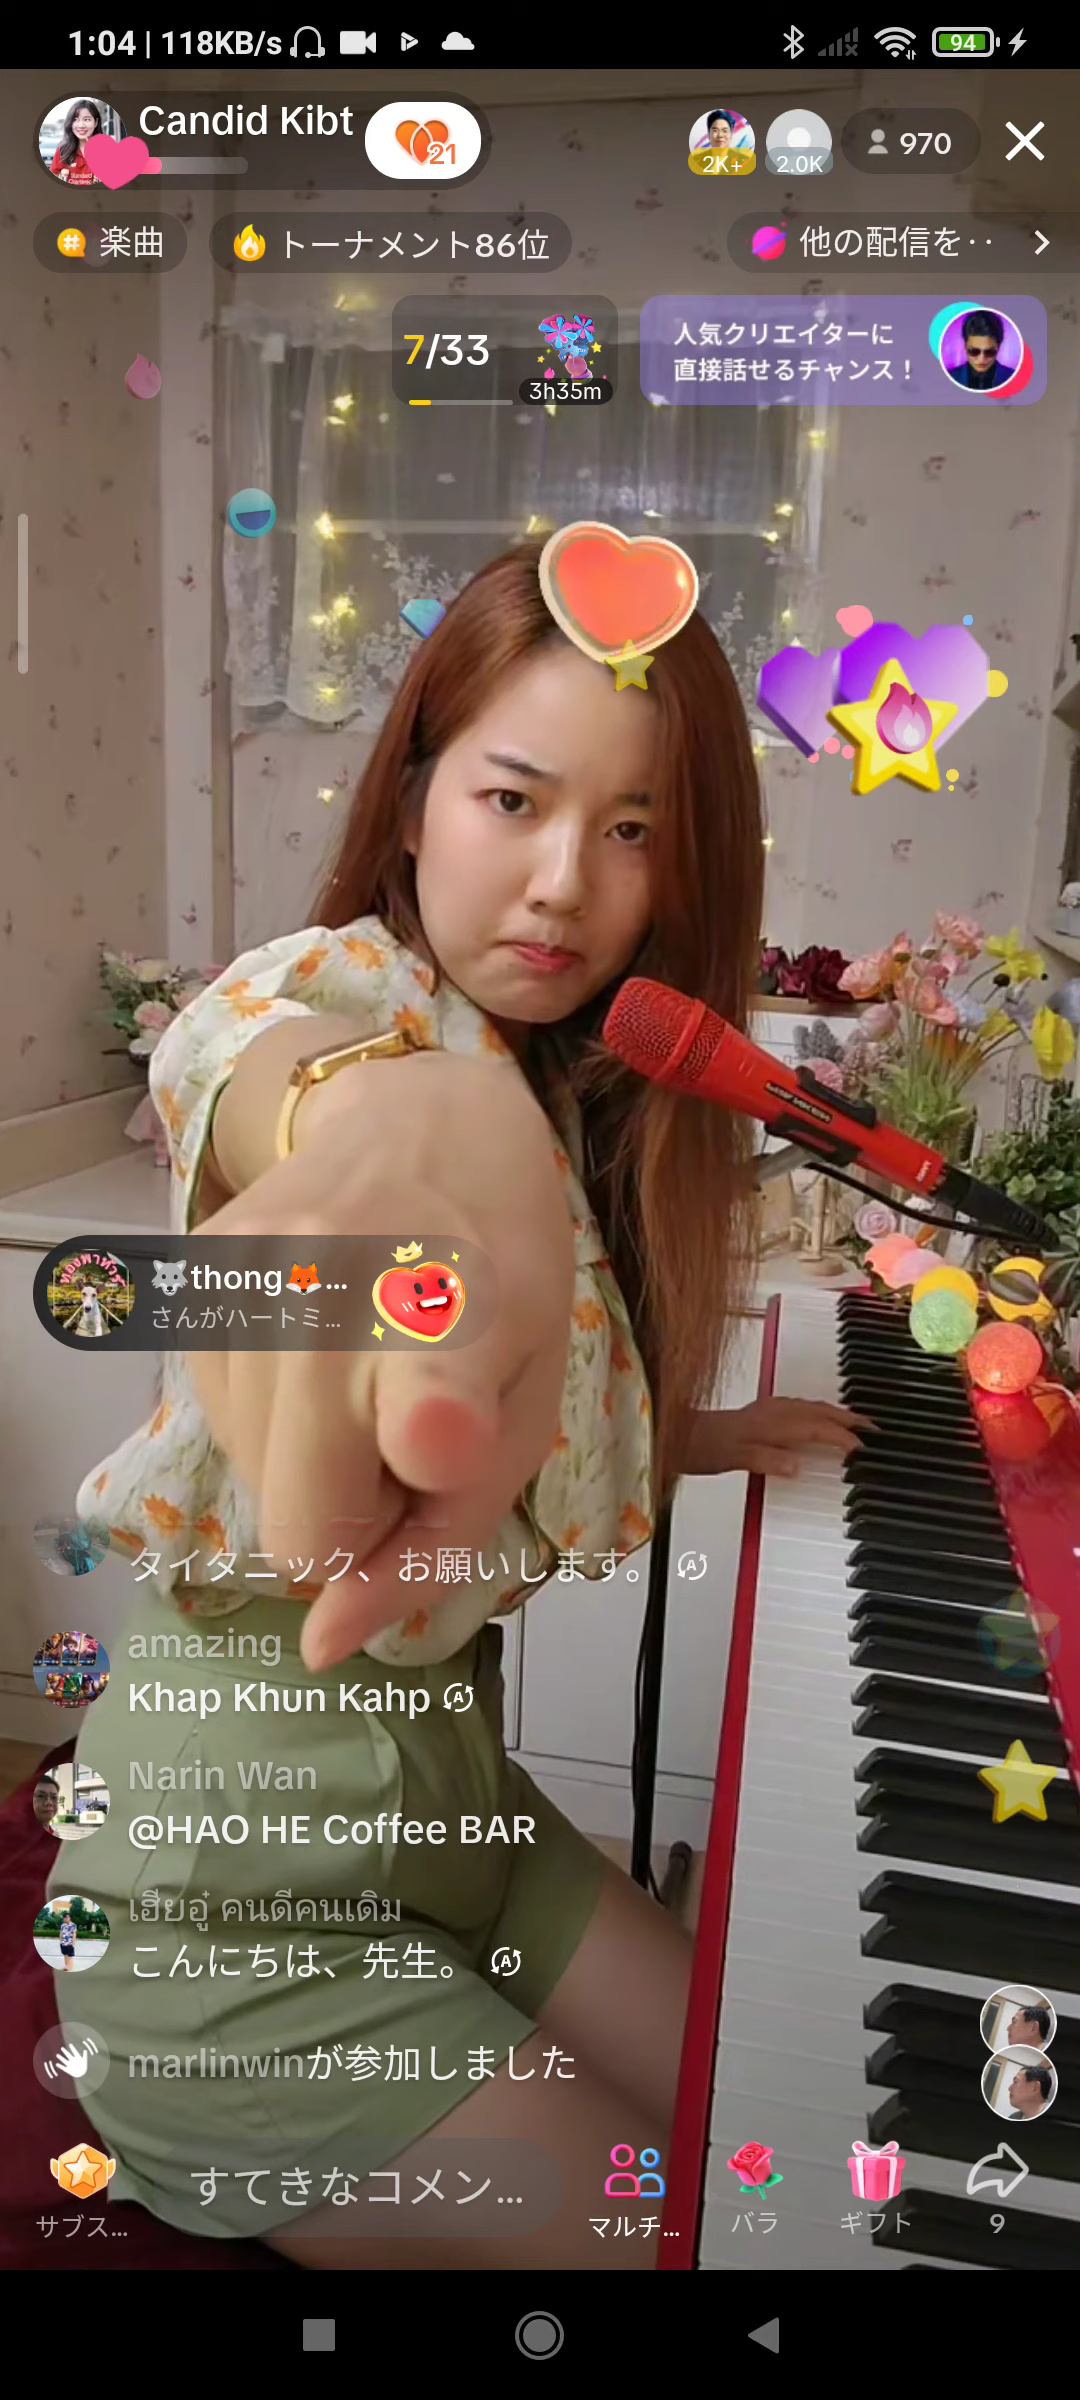 1:04 | 118KB/s
94
Candid Kibt
21
2K+
2.0K
970
楽曲
トーナメント86位
他の配信を··
7/33
3h35m
人気クリエイターに
直接話せるチャンス！
🐺thong🦊...
さんがハートミ...
タイタニック、お願いします。
amazing
Khap Khun Kahp
Narin Wan
@HAO HE Coffee BAR
เฮียอู๋ คนดีคนเดิม
こんにちは、先生。
marlinwinが参加しました
サブス...
すてきなコメン...
マルチ...
バラ
ギフト
9